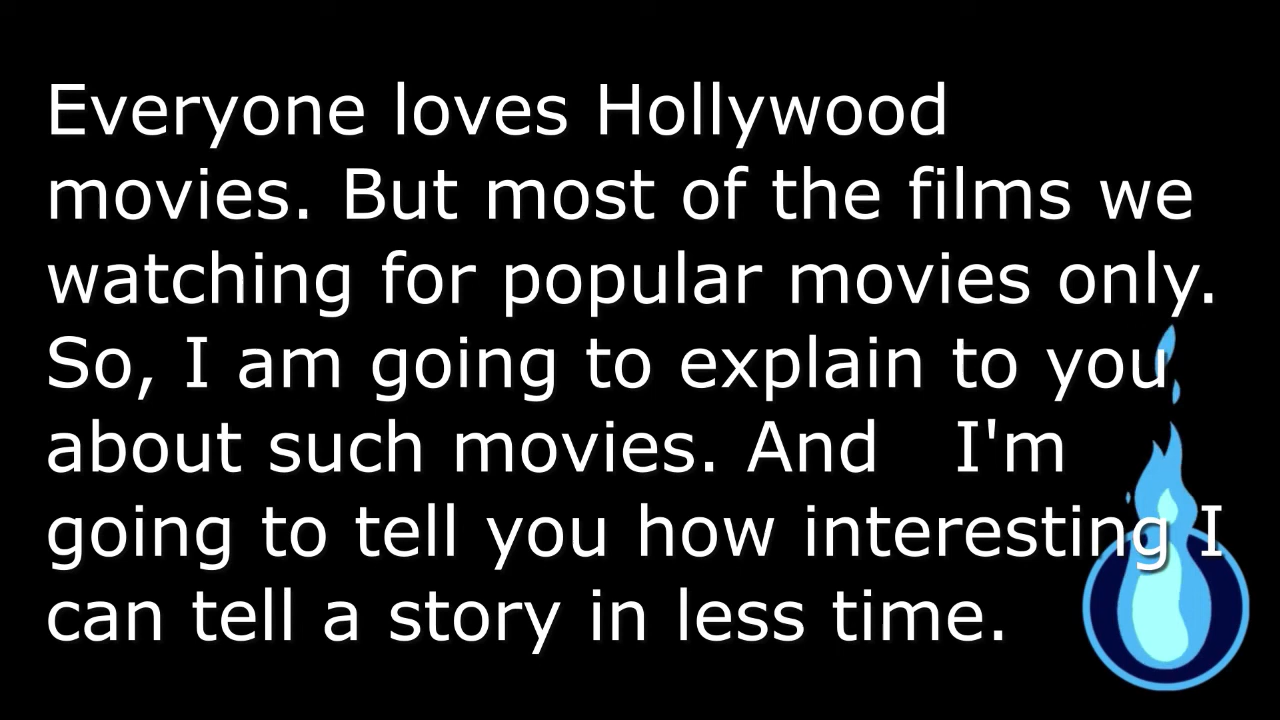 Everyone loves Hollywood
movies. But most of the films we
watching for popular movies only.
So, I am going to explain to you
about such movies. And   I'm
going to tell you how interesting I
can tell a story in less time.